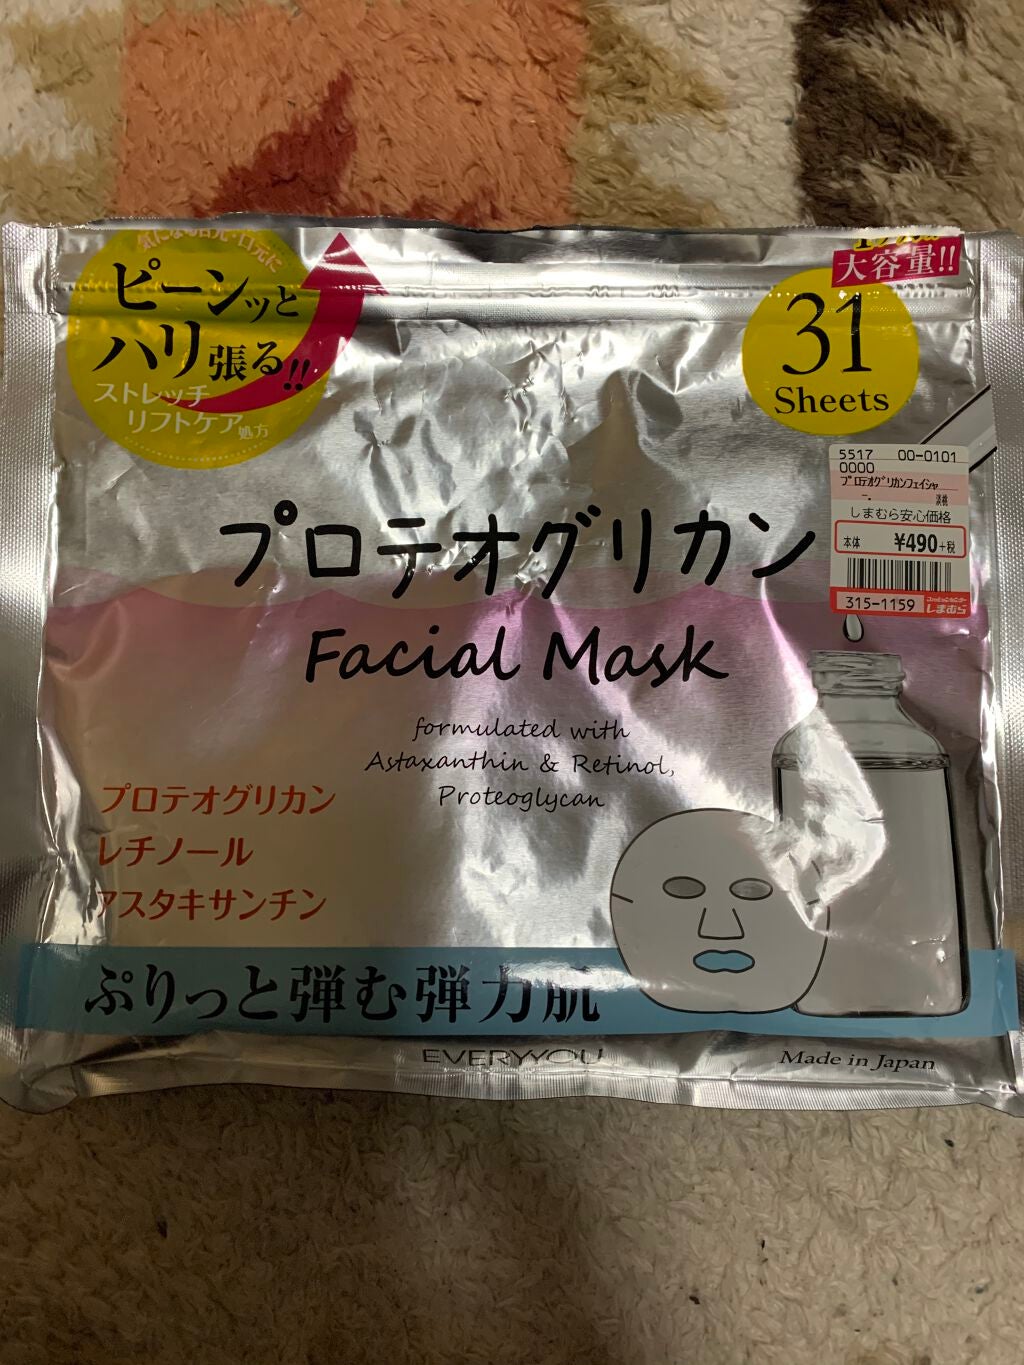 気になる目元・口元に
ピーンッと
ハリ張る!!
ストレッチ
リフトケア処方
大容量!!
31
Sheets
5517 00-0101
0000
ﾌﾟﾛﾃｵｸﾞﾘｶﾝﾌｪｲｼｬ
淡桃
しまむら安心価格
本体 ¥490+税
315-1159
しまむら
プロテオグリカン
Facial Mask
formulated with
Astaxanthin & Retinol,
Proteoglycan
プロテオグリカン
レチノール
アスタキサンチン
ぷりっと弾む弾力肌
EVERYYOU
Made in Japan